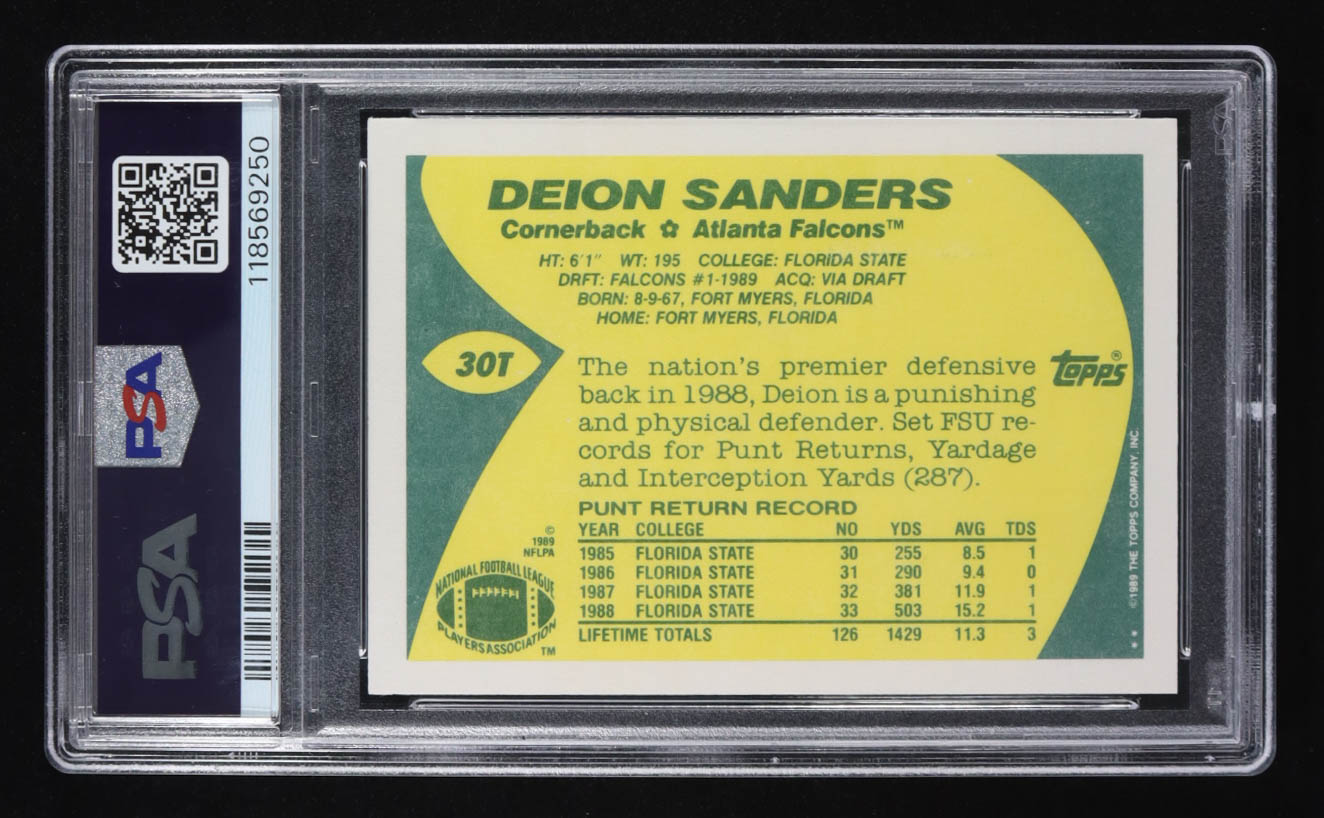 118569250
PSA
PSA
DEION SANDERS
Cornerback ✿ Atlanta Falcons™
HT: 6'1" WT: 195 COLLEGE: FLORIDA STATE
DRFT: FALCONS #1-1989 ACQ: VIA DRAFT
BORN: 8-9-67, FORT MYERS, FLORIDA
HOME: FORT MYERS, FLORIDA
30T
The nation's premier defensive
back in 1988, Deion is a punishing
and physical defender. Set FSU re-
cords for Punt Returns, Yardage
and Interception Yards (287).
TOPPS®
PUNT RETURN RECORD
YEAR COLLEGE NO YDS AVG TDS
1985 FLORIDA STATE 30 255 8.5 1
1986 FLORIDA STATE 31 290 9.4 0
1987 FLORIDA STATE 32 381 11.9 1
1988 FLORIDA STATE 33 503 15.2 1
LIFETIME TOTALS 126 1429 11.3 3
©
1989
NFLPA
NATIONAL FOOTBALL LEAGUE
PLAYERS ASSOCIATION
TM
©1989 THE TOPPS COMPANY, INC.
* *